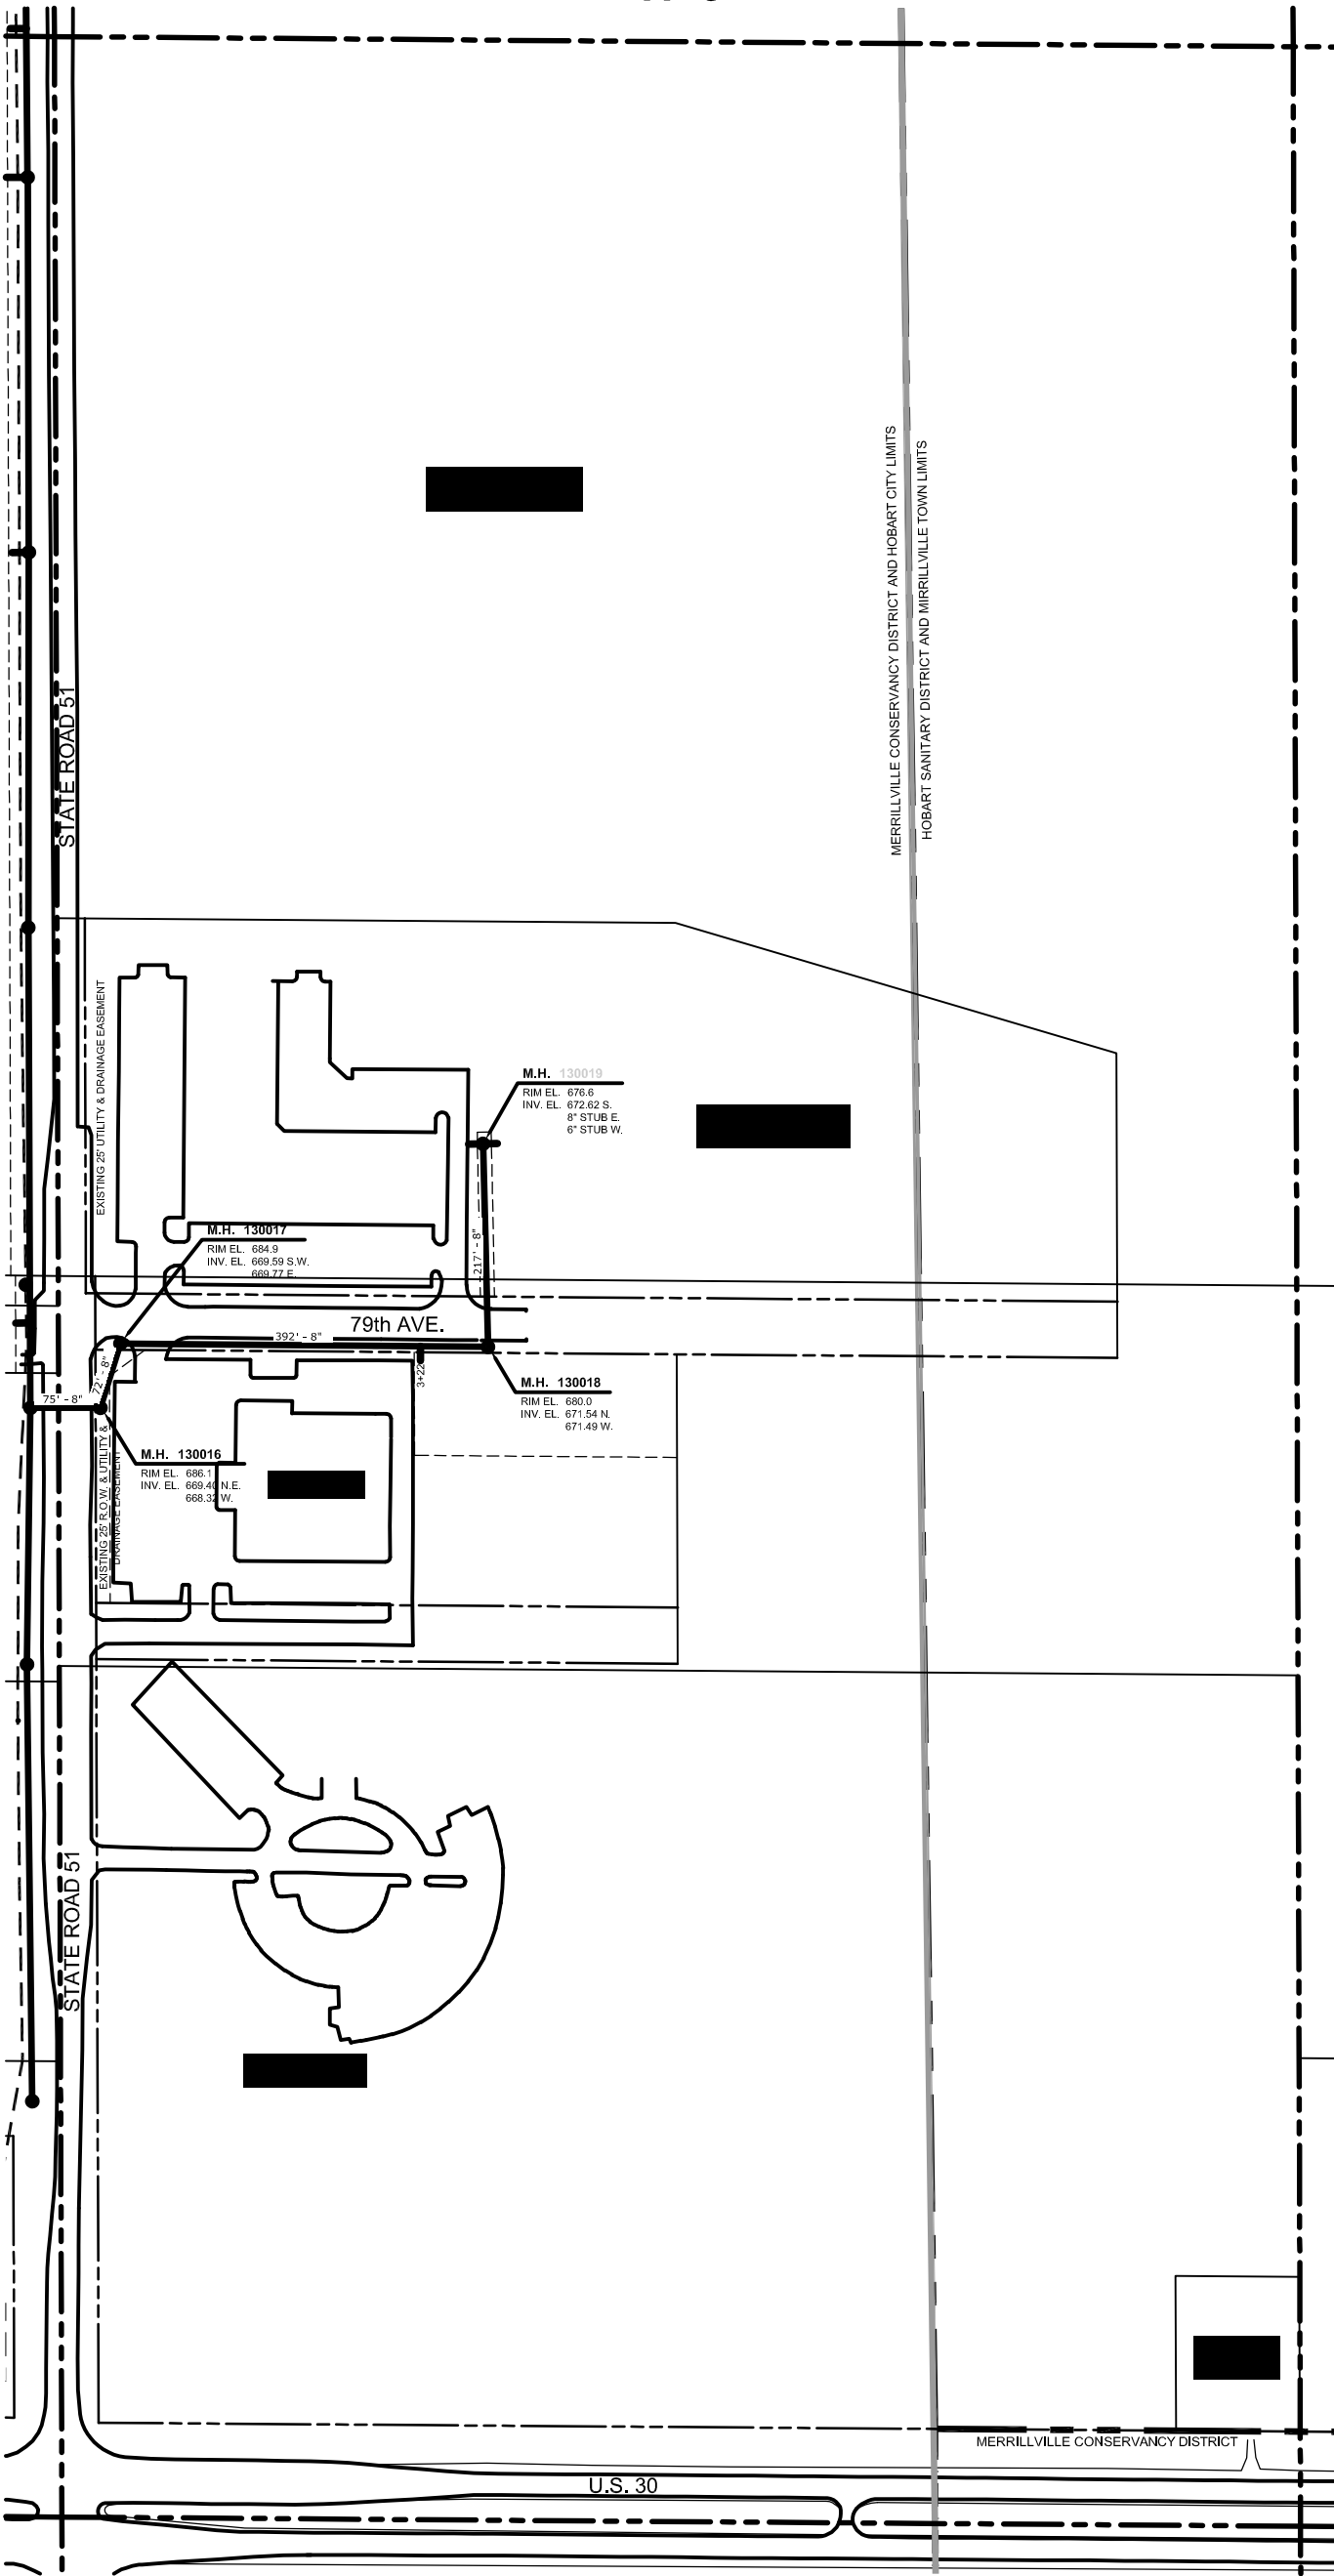 MERRILLVILLE CONSERVANCY DISTRICT AND HOBART CITY LIMITS
HOBART SANITARY DISTRICT AND MIRRILLVILLE TOWN LIMITS
STATE ROAD 51
EXISTING 25' UTILITY & DRAINAGE EASEMENT
M.H. 130019
RIM EL. 676.6
INV. EL. 672.62 S.
8" STUB E.
6" STUB W.
217' - 8"
M.H. 130017
RIM EL. 684.9
INV. EL. 669.59 S.W.
669.77 E.
79th AVE.
392' - 8"
72' - 8"
75' - 8"
3+22
M.H. 130018
RIM EL. 680.0
INV. EL. 671.54 N.
671.49 W.
M.H. 130016
RIM EL. 686.1
INV. EL. 669.40 N.E.
668.32 W.
EXISTING 25' R.O.W. & UTILITY &
DRAINAGE EASEMENT
STATE ROAD 51
MERRILLVILLE CONSERVANCY DISTRICT
U.S. 30